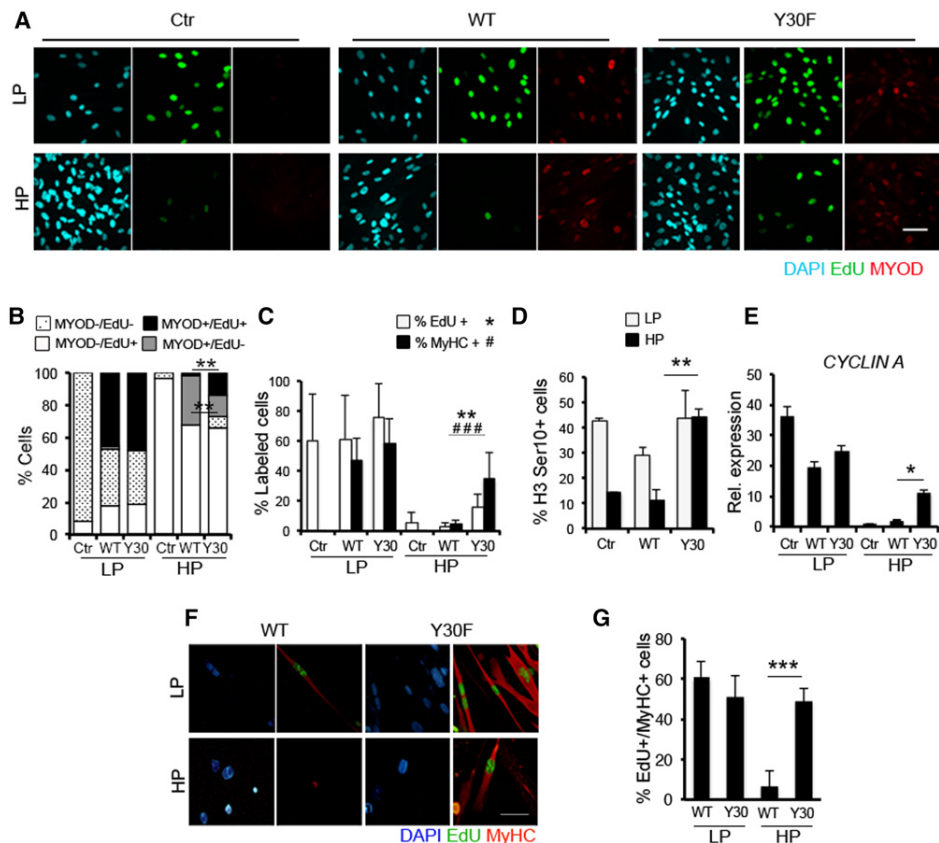 A
Ctr
WT
Y30F
LP
HP
DAPI EdU MYOD
B
MYOD-/EdU-
MYOD+/EdU+
MYOD-/EdU+
MYOD+/EdU-
**
**
100
80
60
40
20
0
% Cells
Ctr WT Y30 Ctr WT Y30
LP HP
C
% EdU + *
% MyHC + #
**
###
100
80
60
40
20
0
% Labeled cells
Ctr WT Y30 Ctr WT Y30
LP HP
D
LP
HP
**
60
50
40
30
20
10
0
% H3 Ser10+ cells
Ctr WT Y30
E
CYCLIN A
*
50
40
30
20
10
0
Rel. expression
Ctr WT Y30 Ctr WT Y30
LP HP
F
WT Y30F
LP
HP
DAPI EdU MyHC
G
***
80
60
40
20
0
% EdU+/MyHC+ cells
WT Y30 WT Y30
LP HP